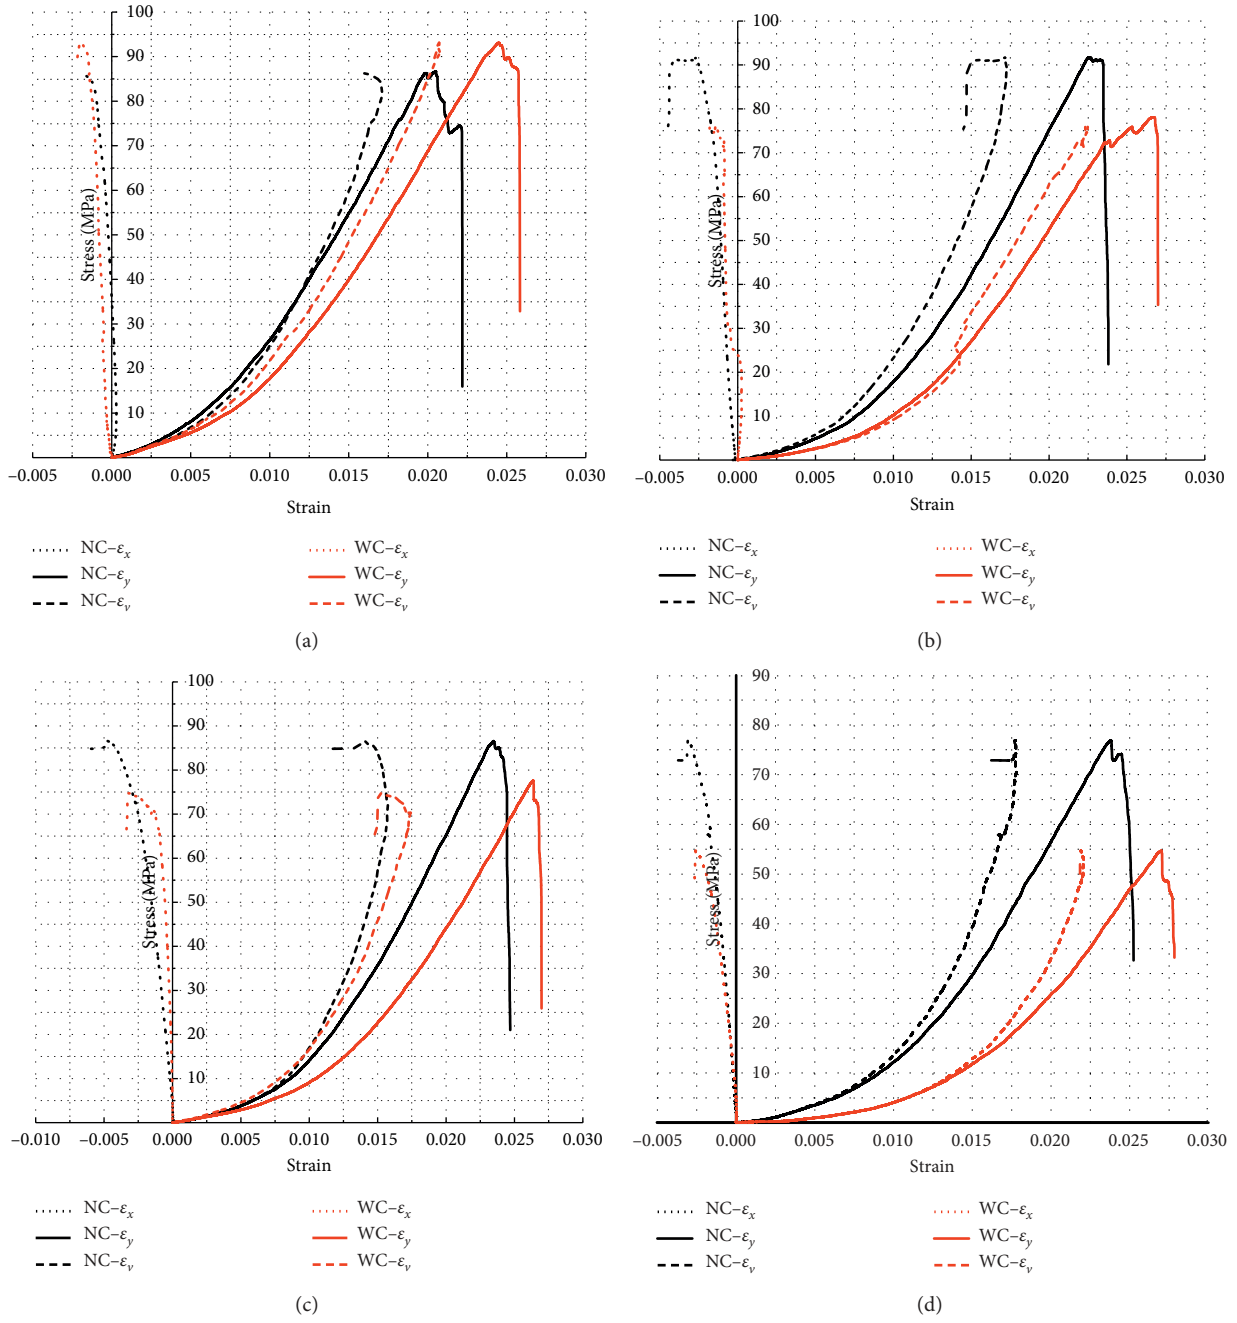 100
90
80
70
60
50
40
30
20
10
Stress (MPa)
−0.005 0.000 0.005 0.010 0.015 0.020 0.025 0.030
Strain
NC–εx WC–εx
NC–εy WC–εy
NC–εv WC–εv
(a)
100
90
80
70
60
50
40
30
20
10
Stress (MPa)
−0.005 0.000 0.005 0.010 0.015 0.020 0.025 0.030
Strain
NC–εx WC–εx
NC–εy WC–εy
NC–εv WC–εv
(b)
100
90
80
70
60
50
40
30
20
10
Stress (MPa)
−0.010 −0.005 0.000 0.005 0.010 0.015 0.020 0.025 0.030
Strain
NC–εx WC–εx
NC–εy WC–εy
NC–εv WC–εv
(c)
90
80
70
60
50
40
30
20
10
Stress (MPa)
−0.005 0.000 0.005 0.010 0.015 0.020 0.025 0.030
Strain
NC–εx WC–εx
NC–εy WC–εy
NC–εv WC–εv
(d)